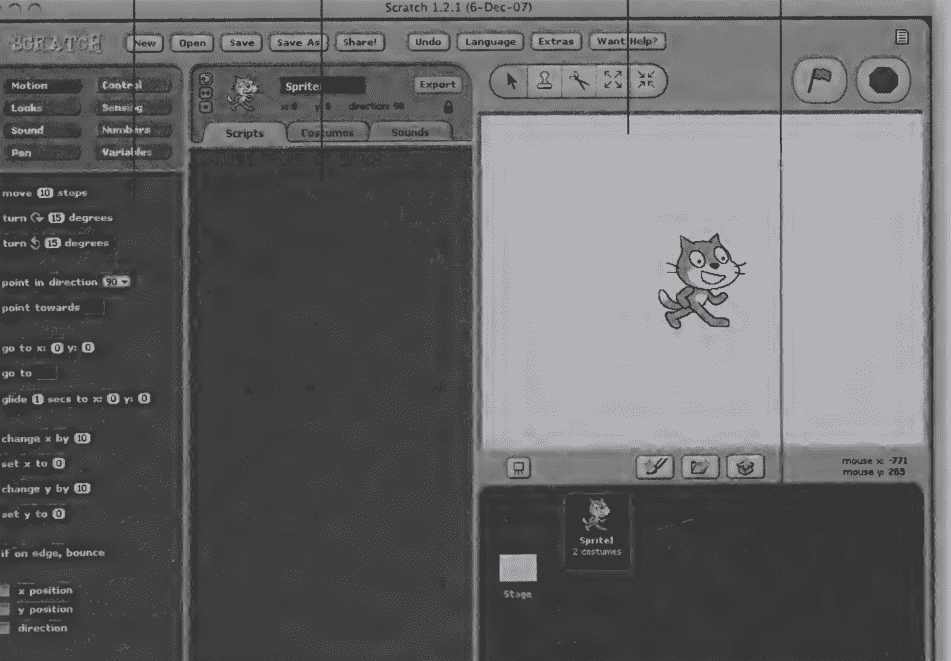 Scratch 1.2.1 (6-Dec-07)
SCRATCH
New Open Save Save As Share! Undo Language Extras Want Help?
Motion Control
Looks Sensing
Sound Numbers
Pen Variables
Sprite1 Export
x: 0 y: 0 direction: 90
Scripts Costumes Sounds
move 10 steps
turn 15 degrees
turn 15 degrees
point in direction 90
point towards
go to x: 0 y: 0
go to
glide 1 secs to x: 0 y: 0
change x by 10
set x to 0
change y by 10
set y to 0
if on edge, bounce
x position
y position
direction
mouse x: -771
mouse y: 265
Sprite1
2 costumes
Stage